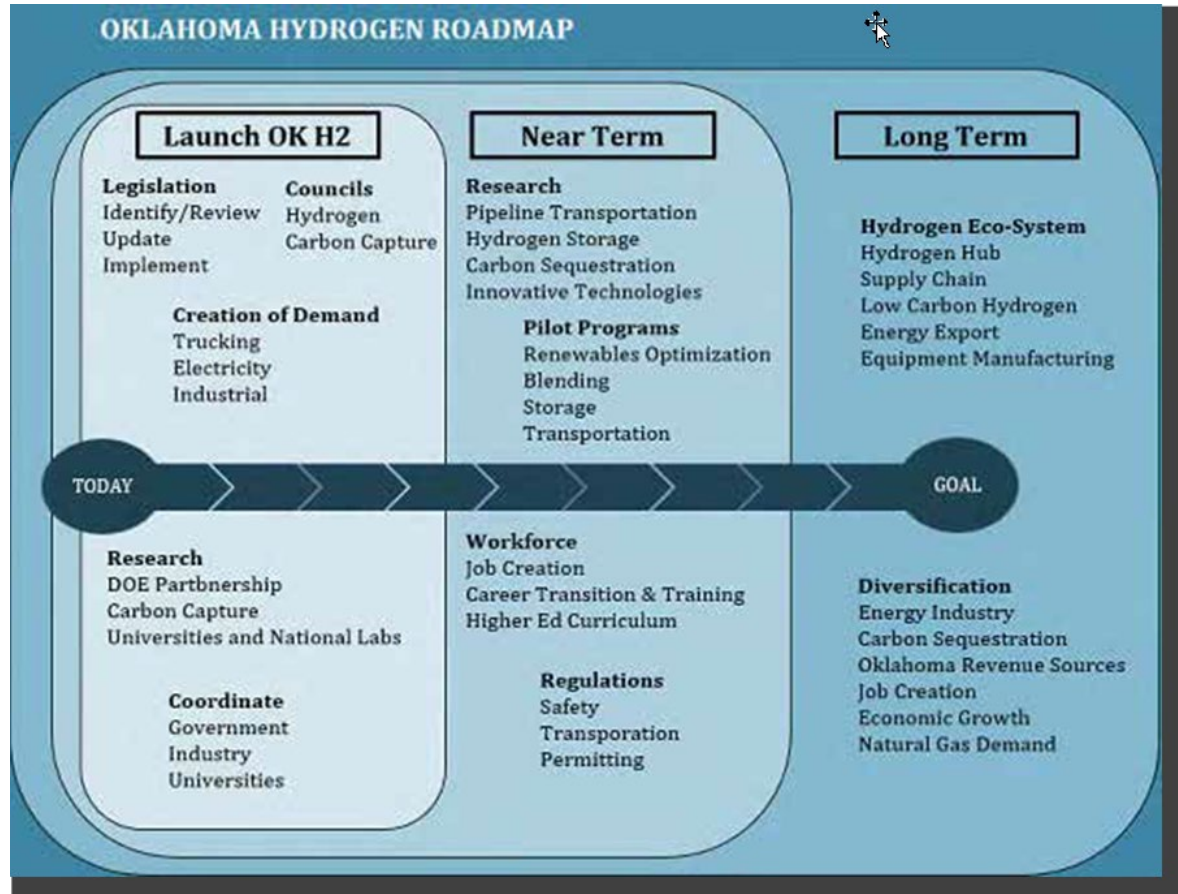 OKLAHOMA HYDROGEN ROADMAP
Launch OK H2
Legislation
Identify/Review
Update
Implement
Councils
Hydrogen
Carbon Capture
Creation of Demand
Trucking
Electricity
Industrial
Near Term
Research
Pipeline Transportation
Hydrogen Storage
Carbon Sequestration
Innovative Technologies
Pilot Programs
Renewables Optimization
Blending
Storage
Transportation
Long Term
Hydrogen Eco-System
Hydrogen Hub
Supply Chain
Low Carbon Hydrogen
Energy Export
Equipment Manufacturing
TODAY
GOAL
Research
DOE Partbnership
Carbon Capture
Universities and National Labs
Coordinate
Government
Industry
Universities
Workforce
Job Creation
Career Transition & Training
Higher Ed Curriculum
Regulations
Safety
Transporation
Permitting
Diversification
Energy Industry
Carbon Sequestration
Oklahoma Revenue Sources
Job Creation
Economic Growth
Natural Gas Demand